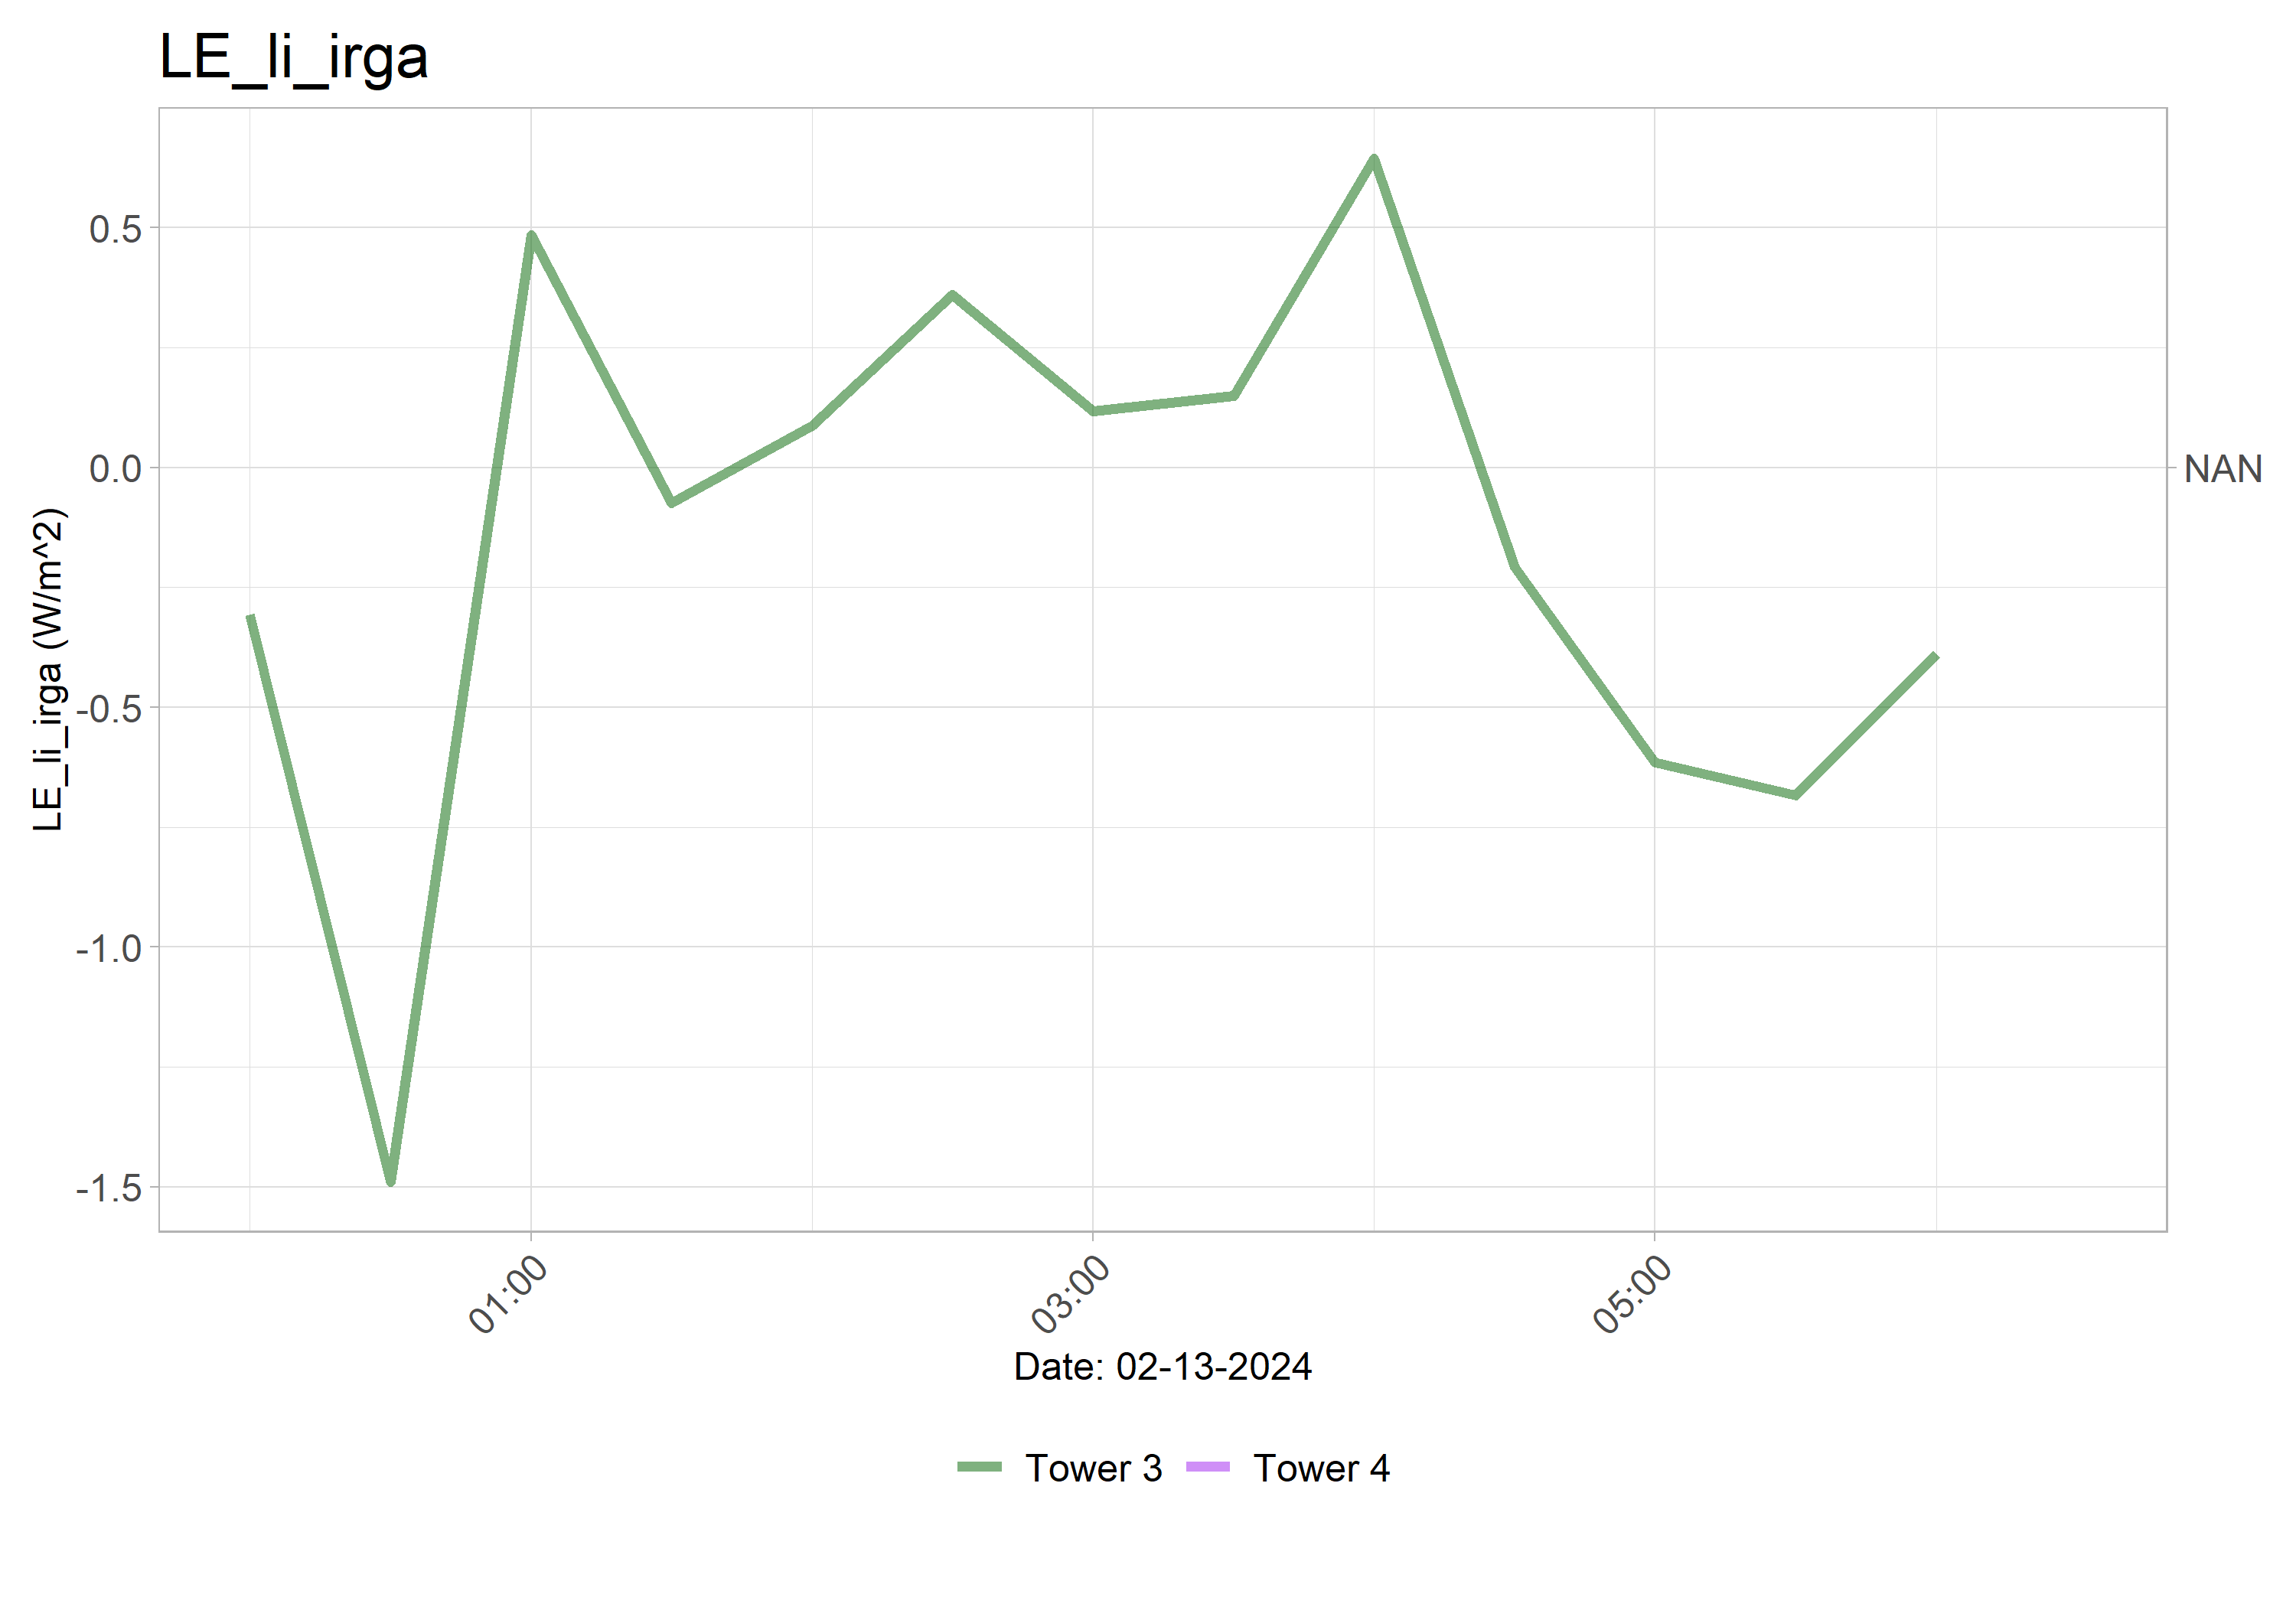 LE_li_irga
0.5
0.0
-0.5
-1.0
-1.5
LE_li_irga (W/m^2)
NAN
01:00
03:00
05:00
Date: 02-13-2024
Tower 3
Tower 4